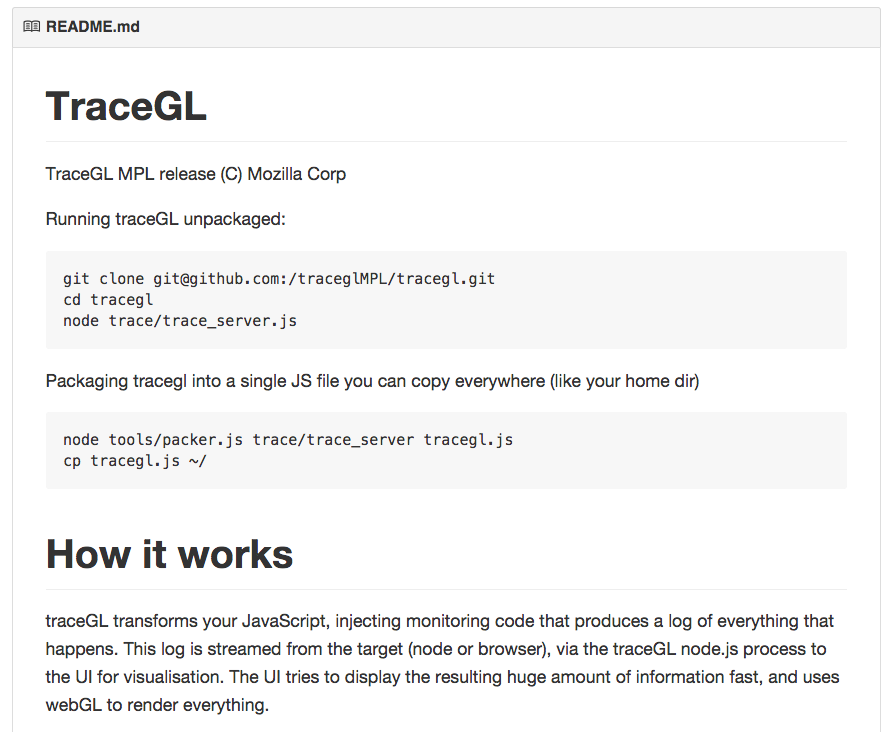 README.md
TraceGL
TraceGL MPL release (C) Mozilla Corp
Running traceGL unpackaged:
git clone git@github.com:/traceglMPL/tracegl.git
cd tracegl
node trace/trace_server.js
Packaging tracegl into a single JS file you can copy everywhere (like your home dir)
node tools/packer.js trace/trace_server tracegl.js
cp tracegl.js ~/
How it works
traceGL transforms your JavaScript, injecting monitoring code that produces a log of everything that
happens. This log is streamed from the target (node or browser), via the traceGL node.js process to
the UI for visualisation. The UI tries to display the resulting huge amount of information fast, and uses
webGL to render everything.